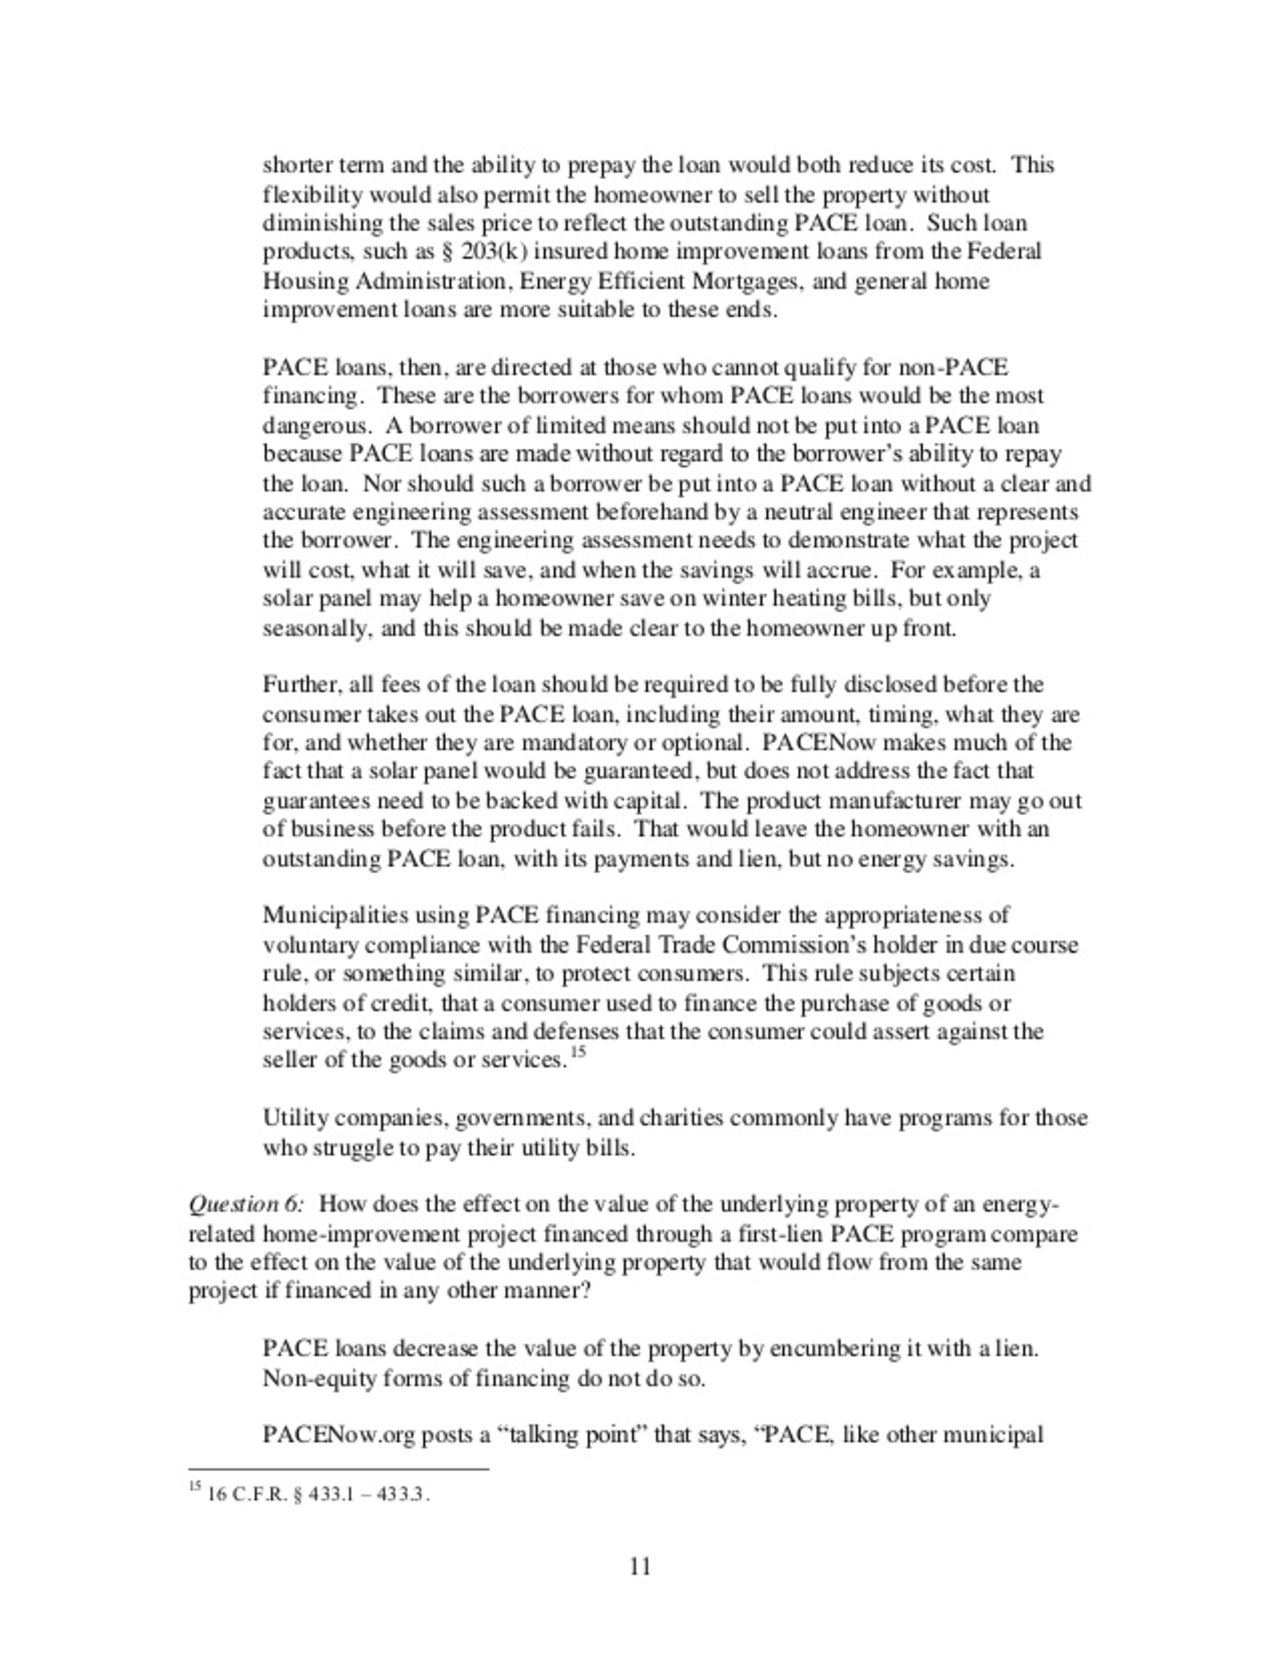 shorter term and the ability to prepay the loan would both reduce its cost.  This
flexibility would also permit the homeowner to sell the property without
diminishing the sales price to reflect the outstanding PACE loan.  Such loan
products, such as § 203(k) insured home improvement loans from the Federal
Housing Administration, Energy Efficient Mortgages, and general home
improvement loans are more suitable to these ends.
PACE loans, then, are directed at those who cannot qualify for non-PACE
financing.  These are the borrowers for whom PACE loans would be the most
dangerous.  A borrower of limited means should not be put into a PACE loan
because PACE loans are made without regard to the borrower’s ability to repay
the loan.  Nor should such a borrower be put into a PACE loan without a clear and
accurate engineering assessment beforehand by a neutral engineer that represents
the borrower.  The engineering assessment needs to demonstrate what the project
will cost, what it will save, and when the savings will accrue.  For example, a
solar panel may help a homeowner save on winter heating bills, but only
seasonally, and this should be made clear to the homeowner up front.
Further, all fees of the loan should be required to be fully disclosed before the
consumer takes out the PACE loan, including their amount, timing, what they are
for, and whether they are mandatory or optional.  PACENow makes much of the
fact that a solar panel would be guaranteed, but does not address the fact that
guarantees need to be backed with capital.  The product manufacturer may go out
of business before the product fails.  That would leave the homeowner with an
outstanding PACE loan, with its payments and lien, but no energy savings.
Municipalities using PACE financing may consider the appropriateness of
voluntary compliance with the Federal Trade Commission’s holder in due course
rule, or something similar, to protect consumers.  This rule subjects certain
holders of credit, that a consumer used to finance the purchase of goods or
services, to the claims and defenses that the consumer could assert against the
seller of the goods or services.15
Utility companies, governments, and charities commonly have programs for those
who struggle to pay their utility bills.
Question 6:  How does the effect on the value of the underlying property of an energy-
related home-improvement project financed through a first-lien PACE program compare
to the effect on the value of the underlying property that would flow from the same
project if financed in any other manner?
PACE loans decrease the value of the property by encumbering it with a lien.
Non-equity forms of financing do not do so.
PACENow.org posts a “talking point” that says, “PACE, like other municipal
15 16 C.F.R. § 433.1 – 433.3.
11